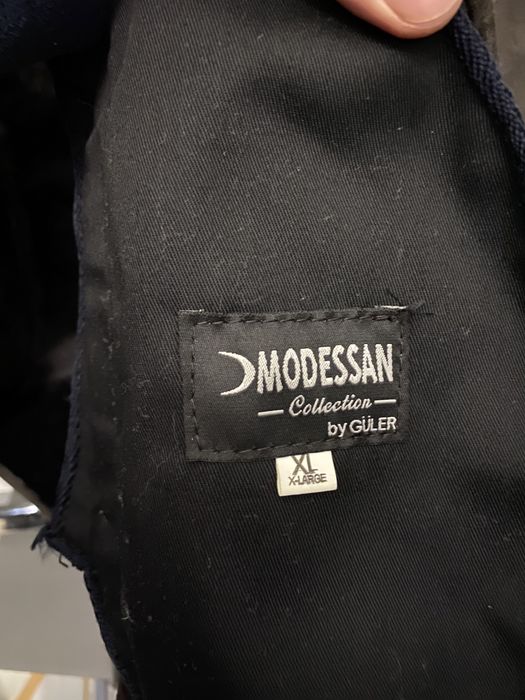 MODESSAN
Collection
by GÜLER
XL
X-LARGE